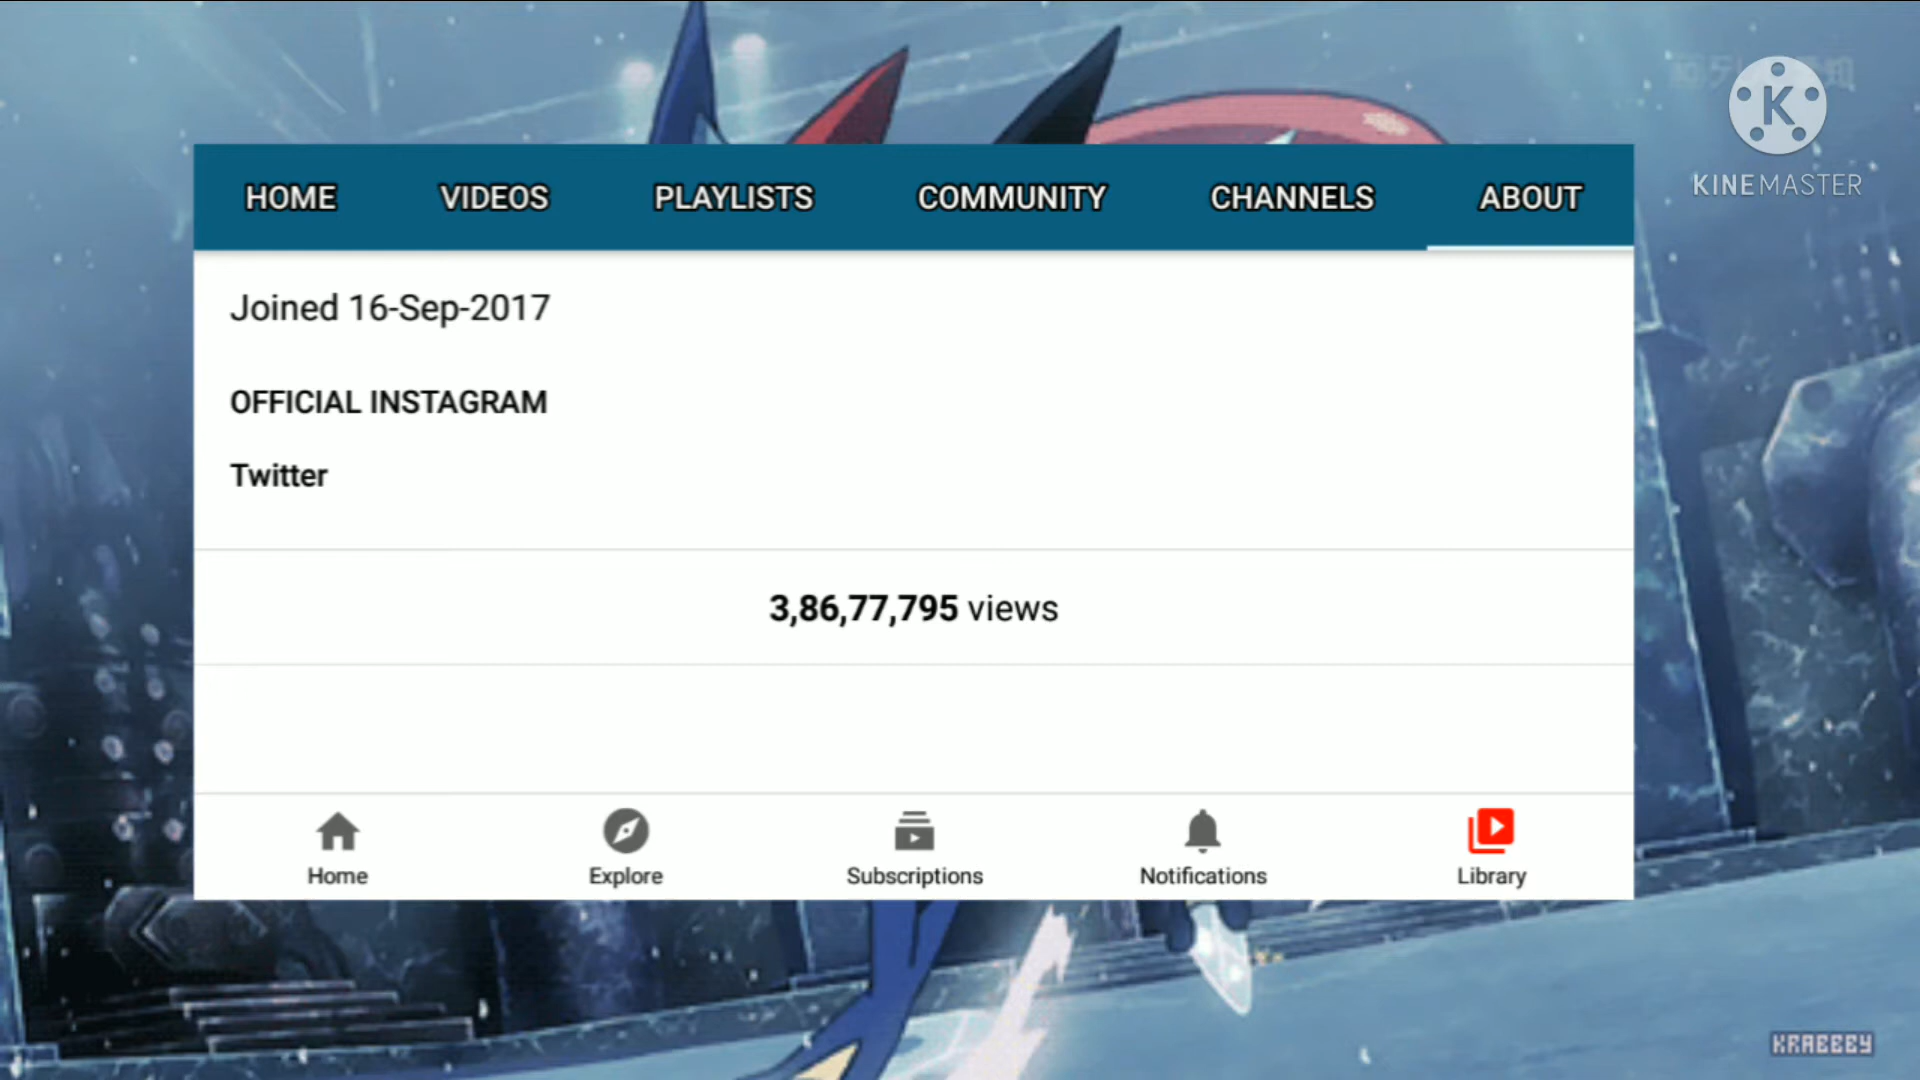 K
KINEMASTER
HOME VIDEOS PLAYLISTS COMMUNITY CHANNELS ABOUT
Joined 16-Sep-2017
OFFICIAL INSTAGRAM
Twitter
3,86,77,795 views
Home Explore Subscriptions Notifications Library
KRABBBY